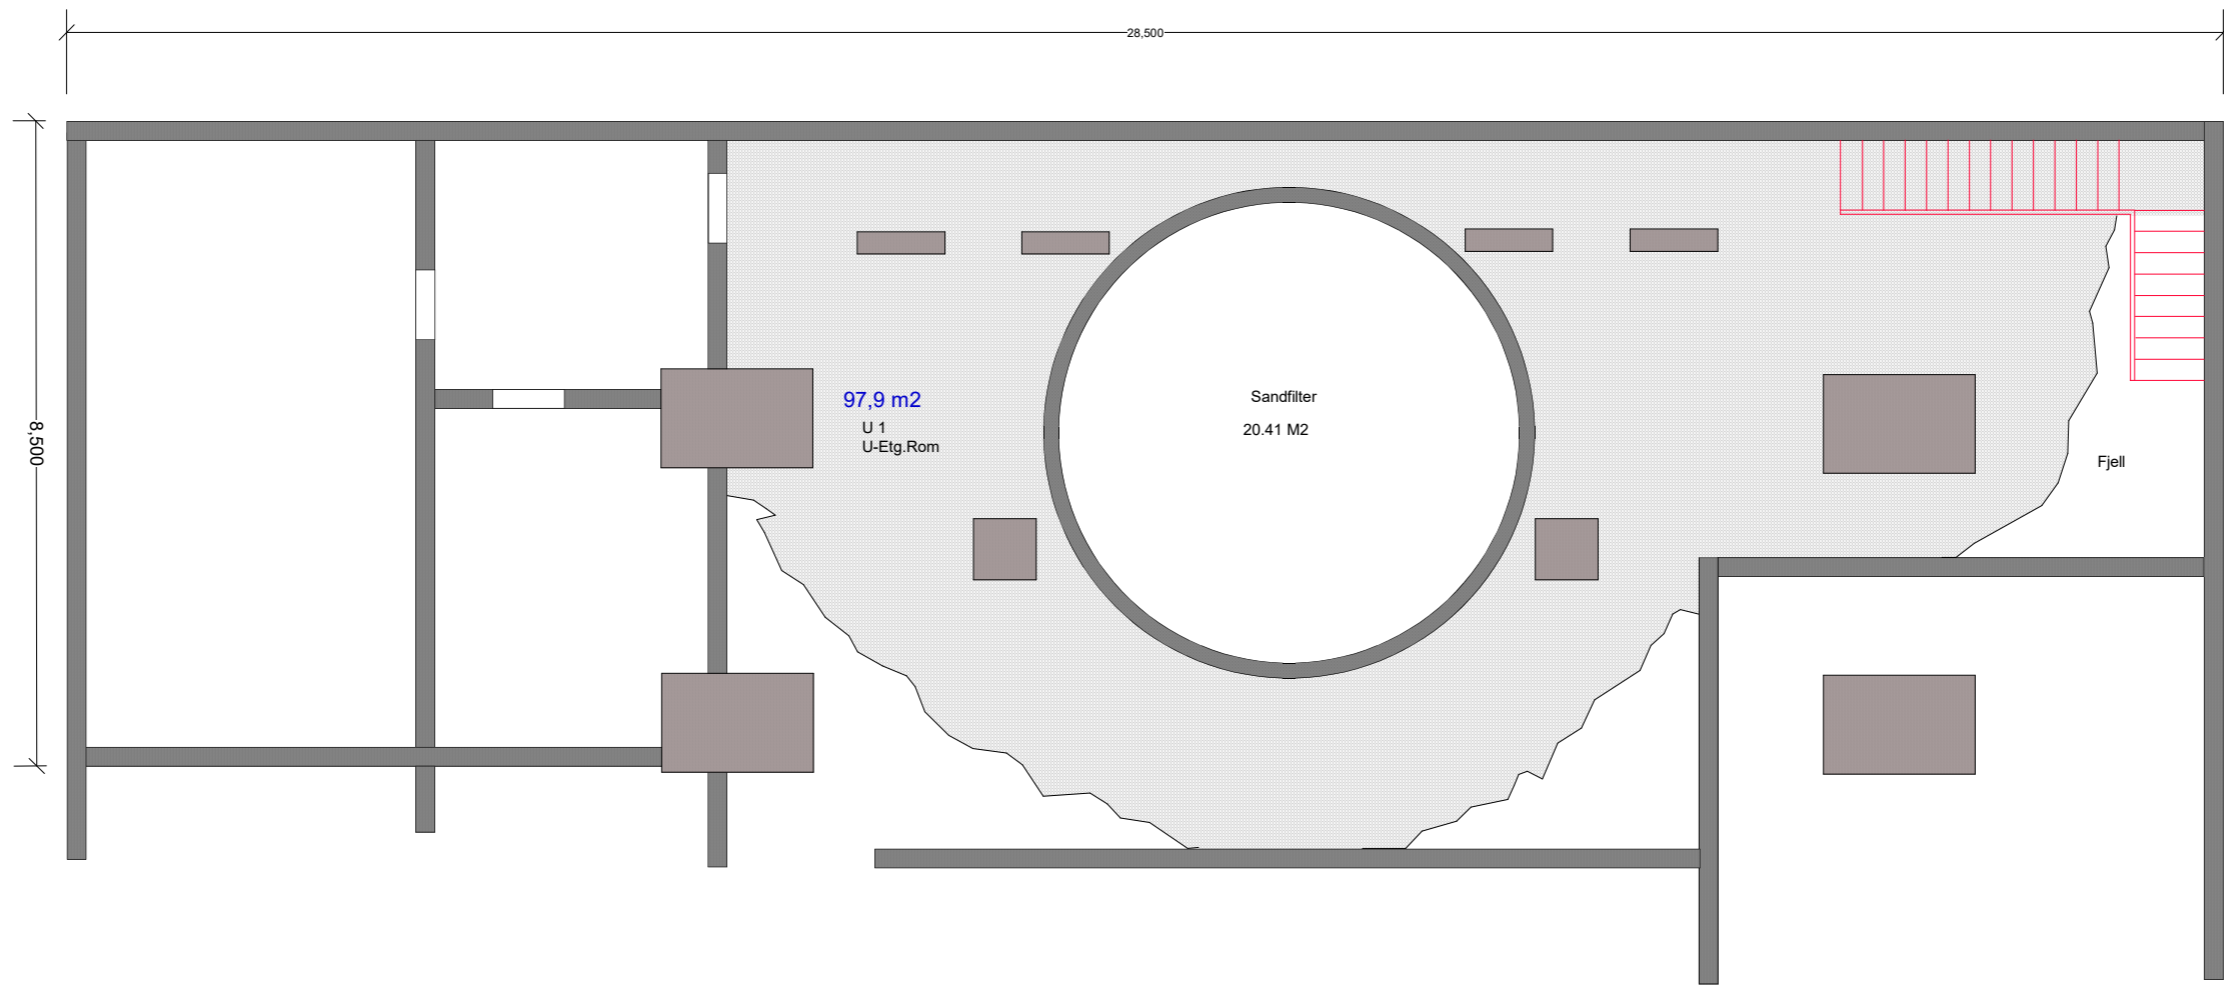 28,500
8,500
97,9 m2
U 1
U-Etg.Rom
Sandfilter
20.41 M2
Fjell